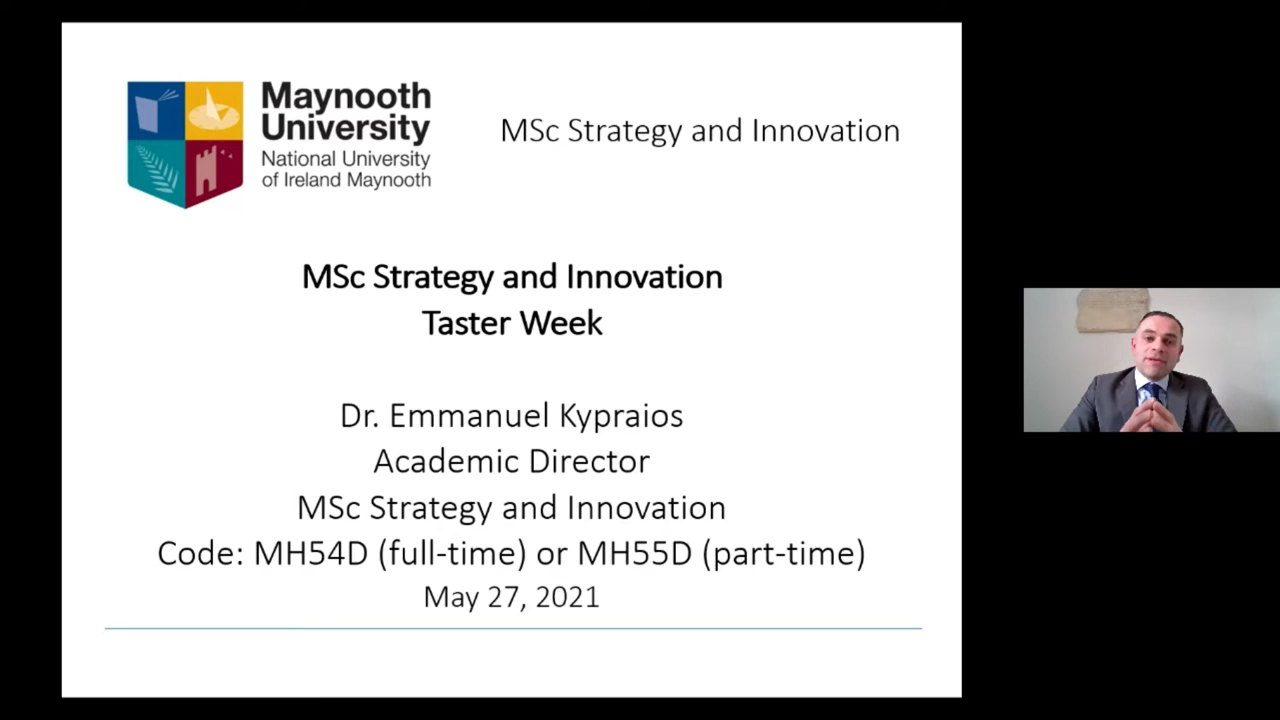 Maynooth
University
National University
of Ireland Maynooth
MSc Strategy and Innovation
MSc Strategy and Innovation
Taster Week
Dr. Emmanuel Kypraios
Academic Director
MSc Strategy and Innovation
Code: MH54D (full-time) or MH55D (part-time)
May 27, 2021